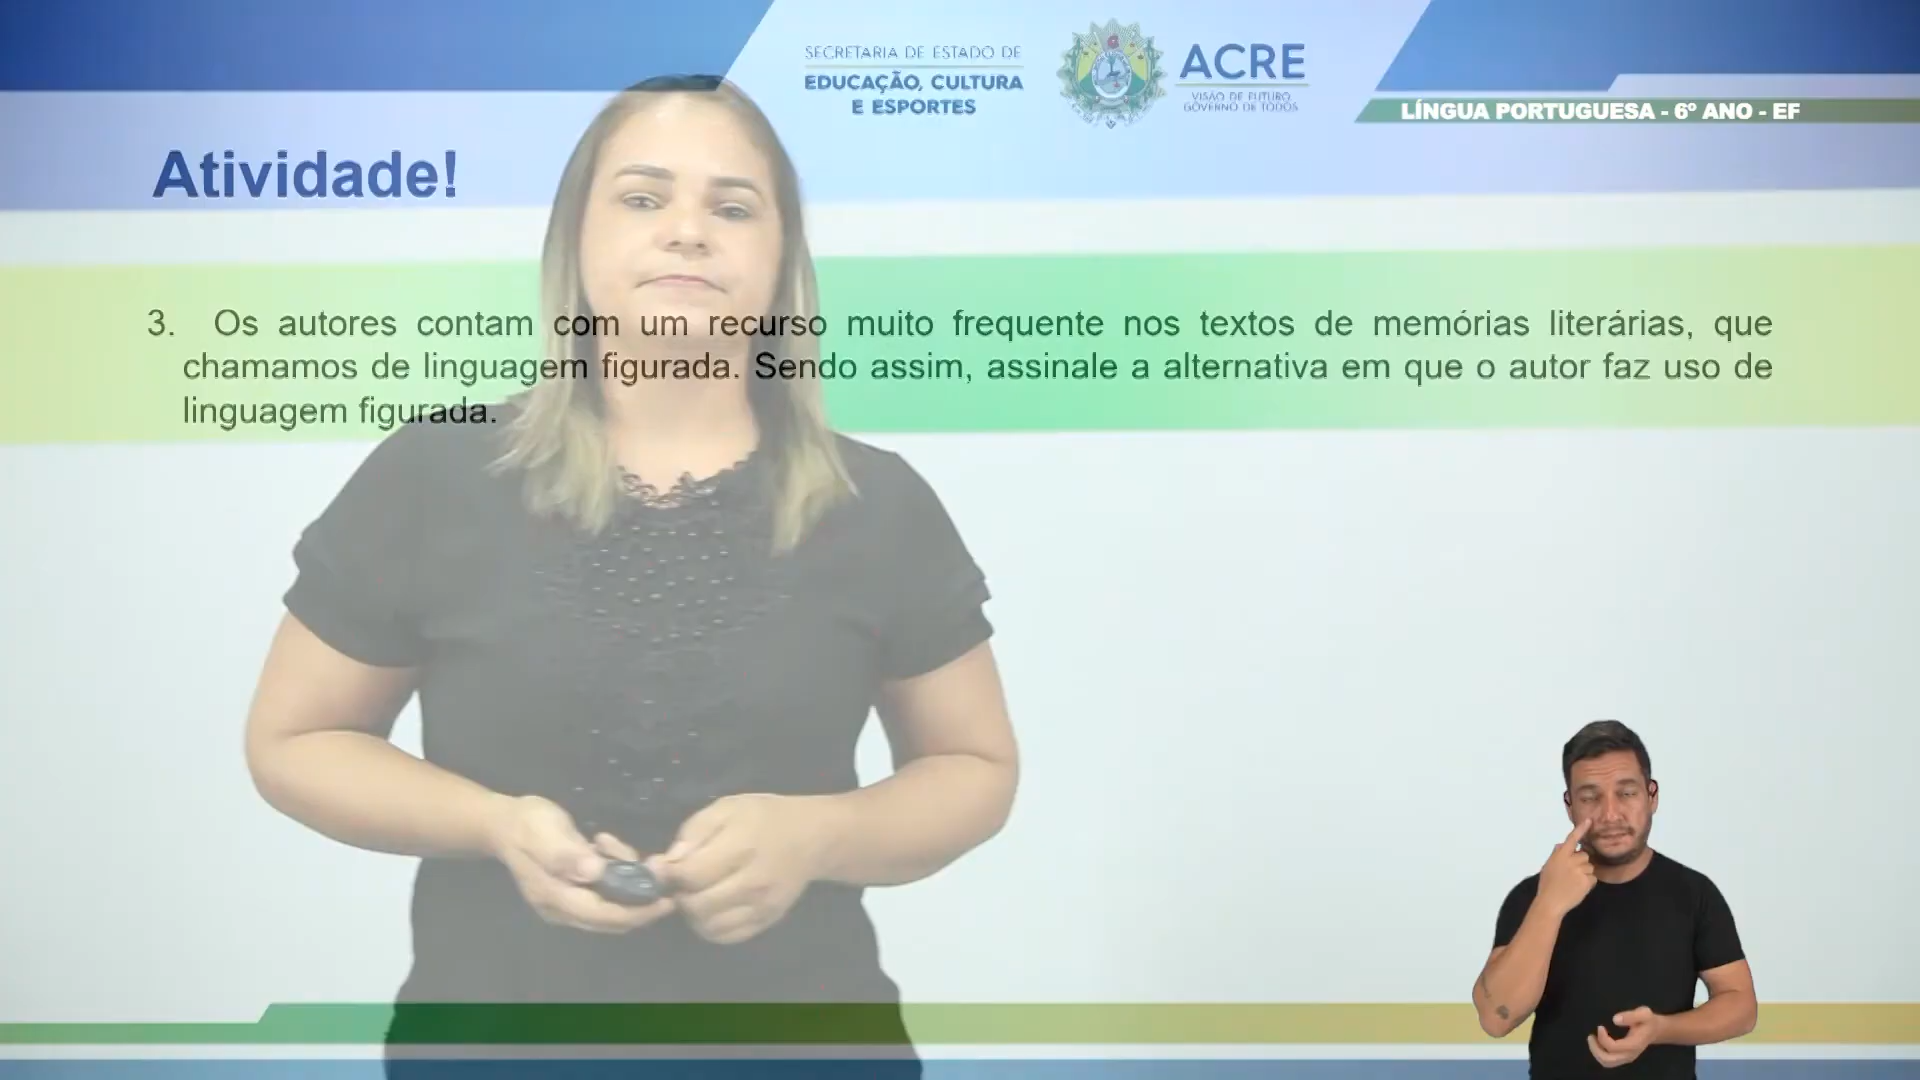 SECRETARIA DE ESTADO DE
EDUCAÇÃO, CULTURA
E ESPORTES
ACRE
VISÃO DE FUTURO
GOVERNO DE TODOS
LÍNGUA PORTUGUESA - 6º ANO - EF
Atividade!
3. Os autores contam com um recurso muito frequente nos textos de memórias literárias, que
chamamos de linguagem figurada. Sendo assim, assinale a alternativa em que o autor faz uso de
linguagem figurada.